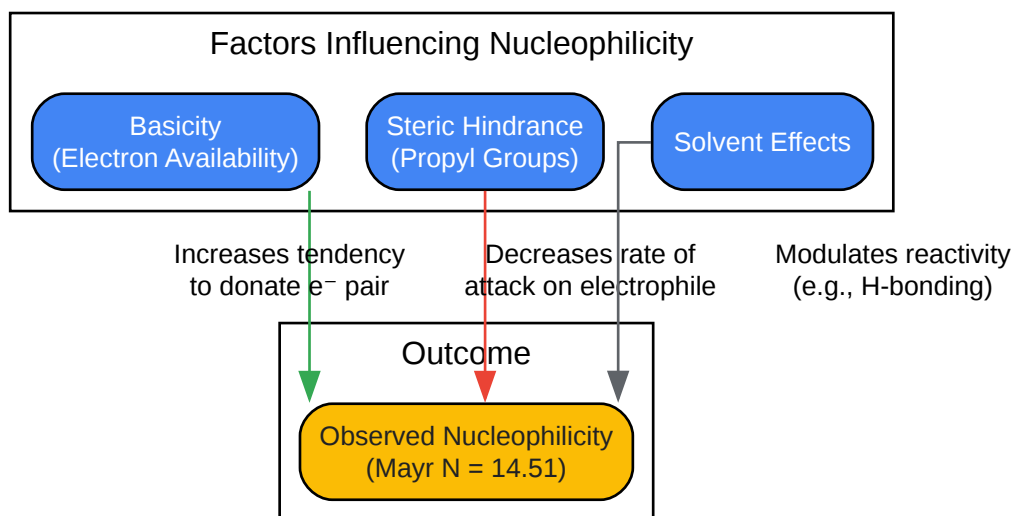 Factors Influencing Nucleophilicity
Basicity
(Electron Availability)
Steric Hindrance
(Propyl Groups)
Solvent Effects
Increases tendency
to donate e⁻ pair
Decreases rate of
attack on electrophile
Modulates reactivity
(e.g., H-bonding)
Outcome
Observed Nucleophilicity
(Mayr N = 14.51)